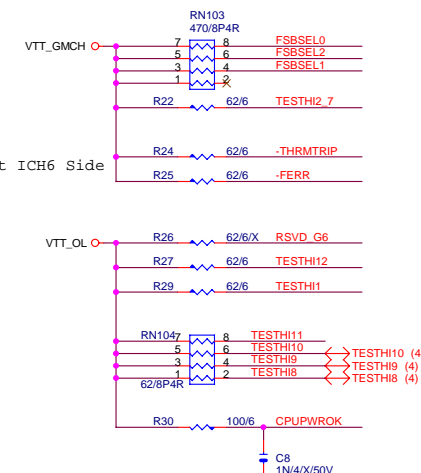 RN103
470/8P4R
VTT_GMCH 7 8 FSBSEL0
5 6 FSBSEL2
3 4 FSBSEL1
1 2
R22 62/6 TESTHI2_7
R24 62/6 -THRMTRIP
t ICH6 Side
R25 62/6 -FERR
VTT_OL R26 62/6/X RSVD_G6
R27 62/6 TESTHI12
R29 62/6 TESTHI1
RN104 7 8 TESTHI11
5 6 TESTHI10 TESTHI10 (4
3 4 TESTHI9 TESTHI9 (4)
1 2 TESTHI8 TESTHI8 (4)
62/8P4R
R30 100/6 CPUPWROK
C8
1N/4/X/50V